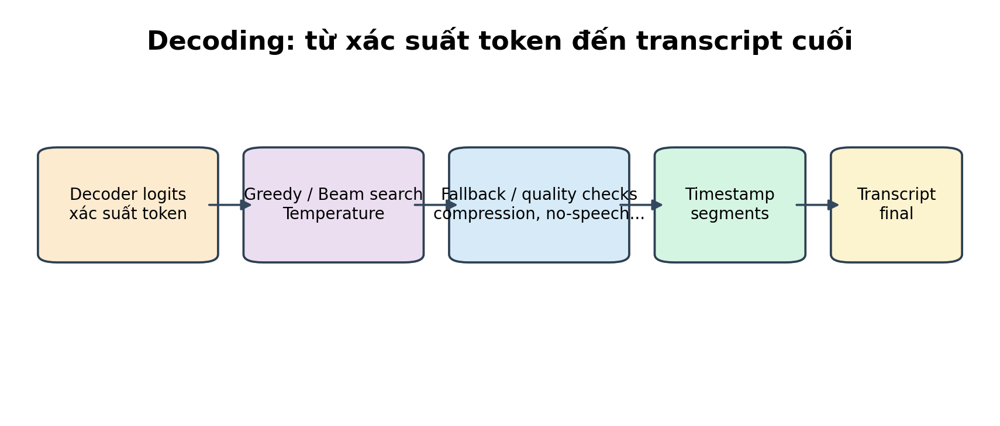 Decoding: từ xác suất token đến transcript cuối
Decoder logits
xác suất token
Greedy / Beam search
Temperature
Fallback / quality checks
compression, no-speech...
Timestamp
segments
Transcript
final